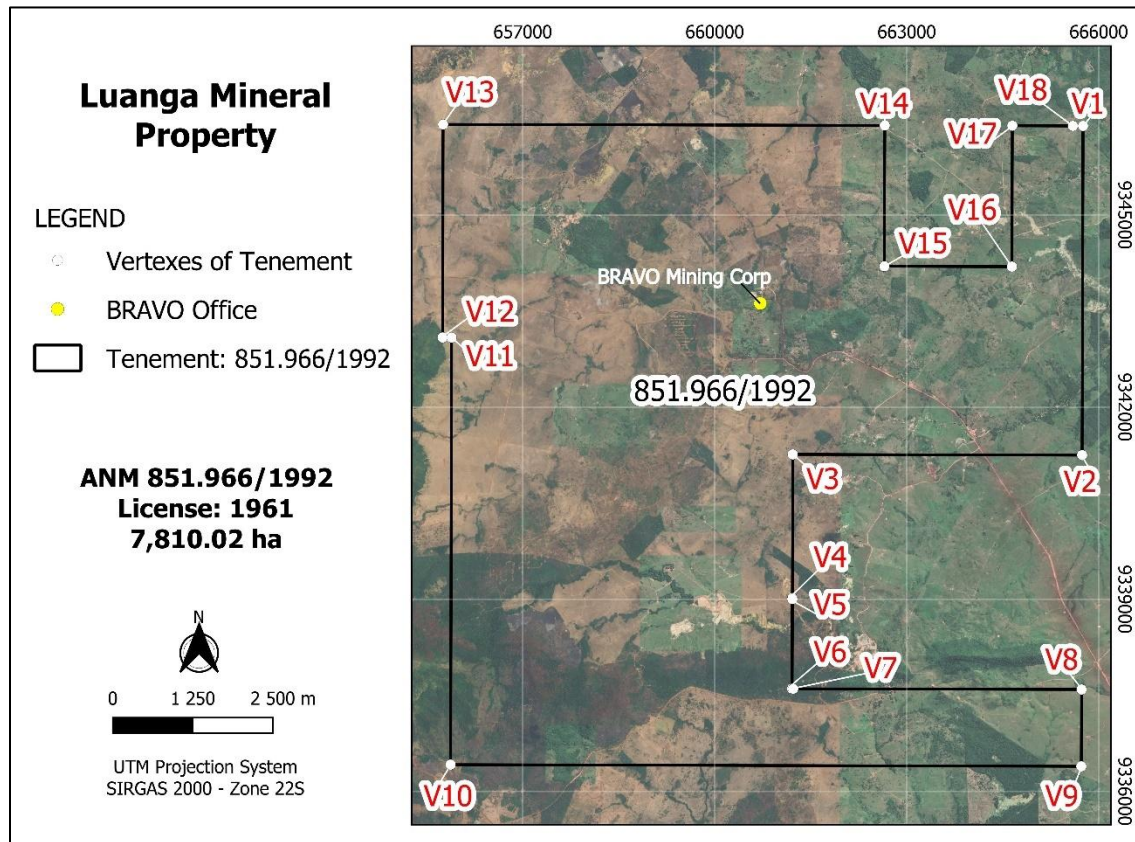 Luanga Mineral
Property
LEGEND
Vertexes of Tenement
BRAVO Office
Tenement: 851.966/1992
ANM 851.966/1992
License: 1961
7,810.02 ha
N
0 1 250 2 500 m
UTM Projection System
SIRGAS 2000 - Zone 22S
657000 660000 663000 666000
V13 V14 V18 V1
V17
V16
9345000
V15
BRAVO Mining Corp
V12
V11
851.966/1992
9342000
V3 V2
V4
9339000
V5
V6 V7 V8
V10 V9
9336000